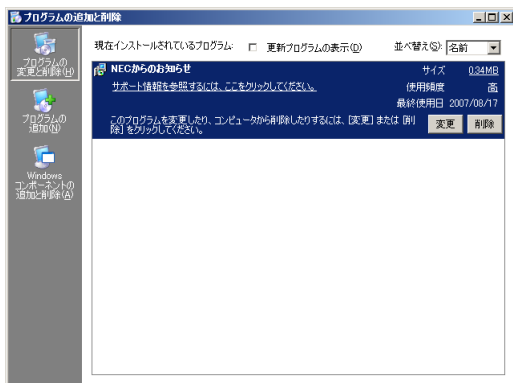 プログラムの追加と削除
プログラムの
変更と削除(H)
プログラムの
追加(N)
Windows
コンポーネントの
追加と削除(A)
現在インストールされているプログラム:
更新プログラムの表示(D)
並べ替え(S):
名前
NECからのお知らせ
サイズ
0.34MB
サポート情報を参照するには、ここをクリックしてください。
使用頻度
高
最終使用日 2007/08/17
このプログラムを変更したり、コンピュータから削除したりするには、[変更] または [削
除] をクリックしてください。
変更
削除